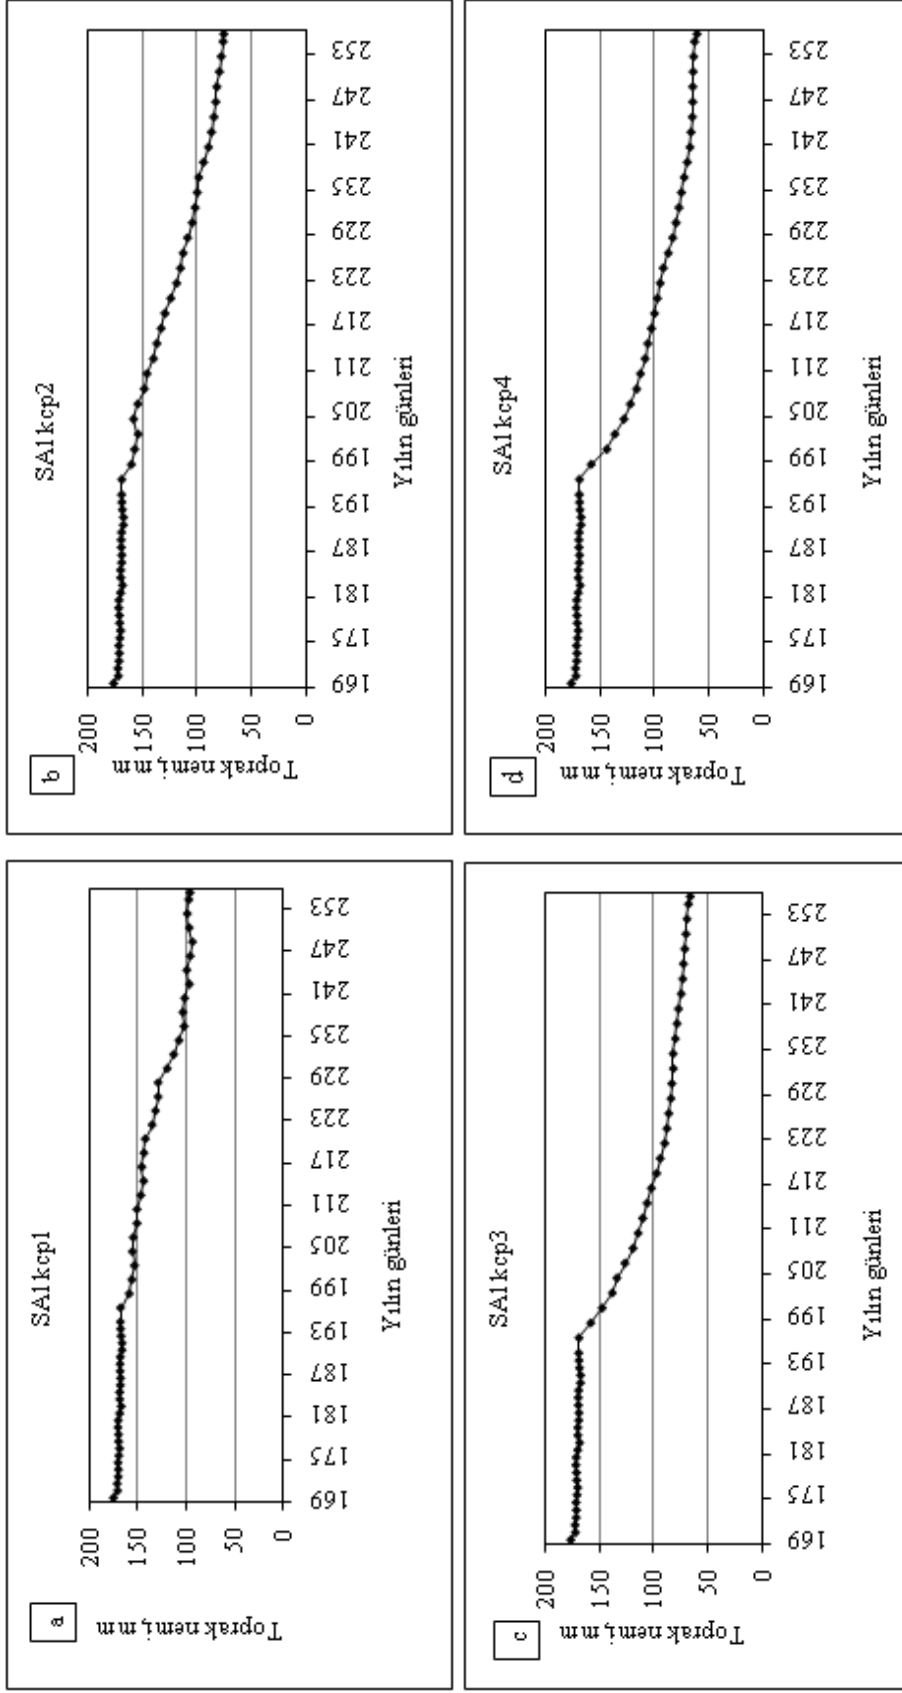 a
SA1kcp1
Toprak nemi, mm
200
150
100
50
0
169 175 181 187 193 199 205 211 217 223 229 235 241 247 253
Yılın günleri
b
SA1kcp2
Toprak nemi, mm
200
150
100
50
0
169 175 181 187 193 199 205 211 217 223 229 235 241 247 253
Yılın günleri
c
SA1kcp3
Toprak nemi, mm
200
150
100
50
0
169 175 181 187 193 199 205 211 217 223 229 235 241 247 253
Yılın günleri
d
SA1kcp4
Toprak nemi, mm
200
150
100
50
0
169 175 181 187 193 199 205 211 217 223 229 235 241 247 253
Yılın günleri